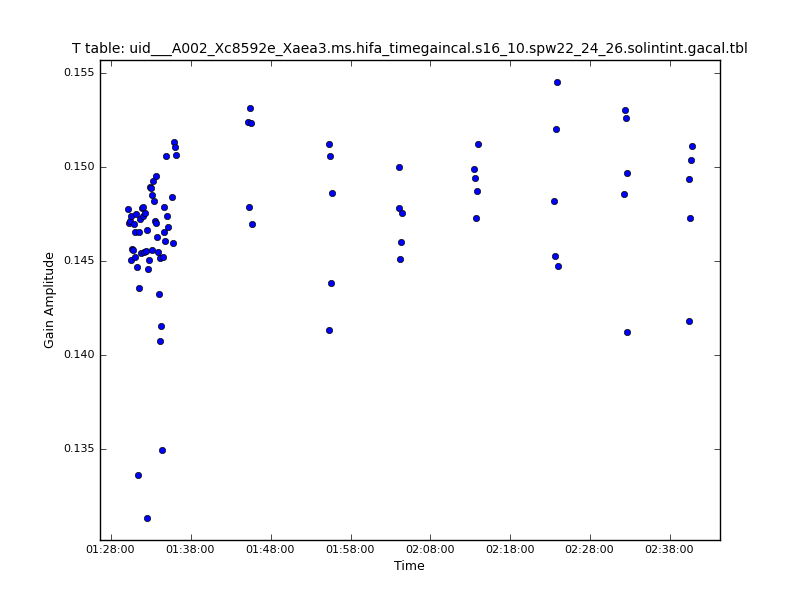 T table: uid___A002_Xc8592e_Xaea3.ms.hifa_timegaincal.s16_10.spw22_24_26.solintint.gacal.tbl
0.155
0.150
0.145
0.140
0.135
Gain Amplitude
01:28:00 01:38:00 01:48:00 01:58:00 02:08:00 02:18:00 02:28:00 02:38:00
Time